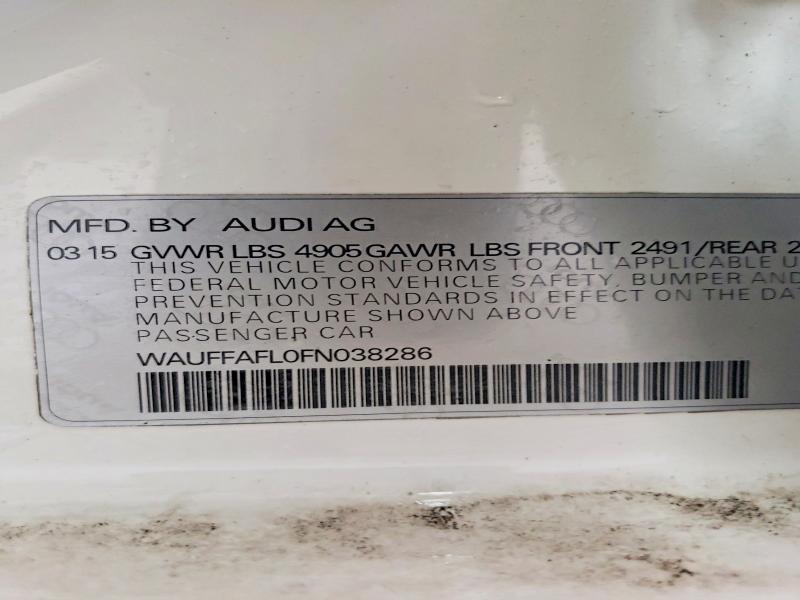 MFD. BY AUDI AG
03 15 GVWR LBS 4905 GAWR LBS FRONT 2491/REAR 2
THIS VEHICLE CONFORMS TO ALL APPLICABLE U
FEDERAL MOTOR VEHICLE SAFETY, BUMPER AND
PREVENTION STANDARDS IN EFFECT ON THE DAT
MANUFACTURE SHOWN ABOVE
PASSENGER CAR
WAUFFAFL0FN038286